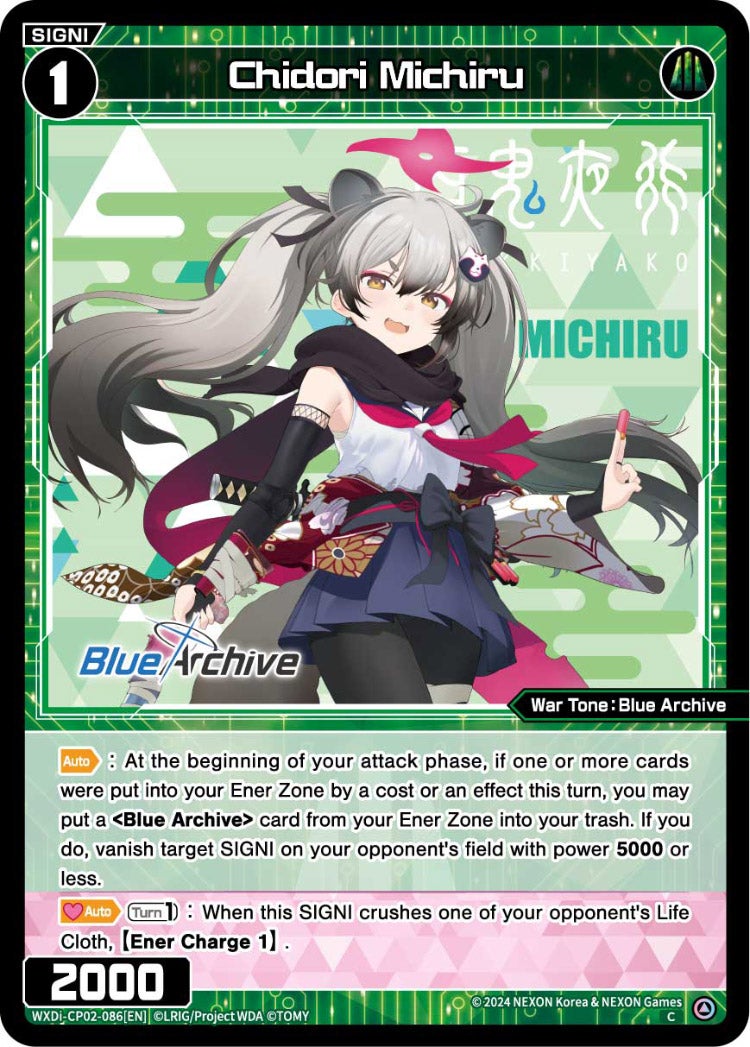 SIGNI
1
Chidori Michiru
鬼夜行
KIYAKO
MICHIRU
Blue Archive
War Tone：Blue Archive
Auto : At the beginning of your attack phase, if one or more cards
were put into your Ener Zone by a cost or an effect this turn, you may
put a <Blue Archive> card from your Ener Zone into your trash. If you
do, vanish target SIGNI on your opponent's field with power 5000 or
less.
Auto Turn 1 : When this SIGNI crushes one of your opponent's Life
Cloth, 【Ener Charge 1】 .
2000
©2024 NEXON Korea & NEXON Games
WXDi-CP02-086[EN] ©LRIG/Project WDA ©TOMY
C